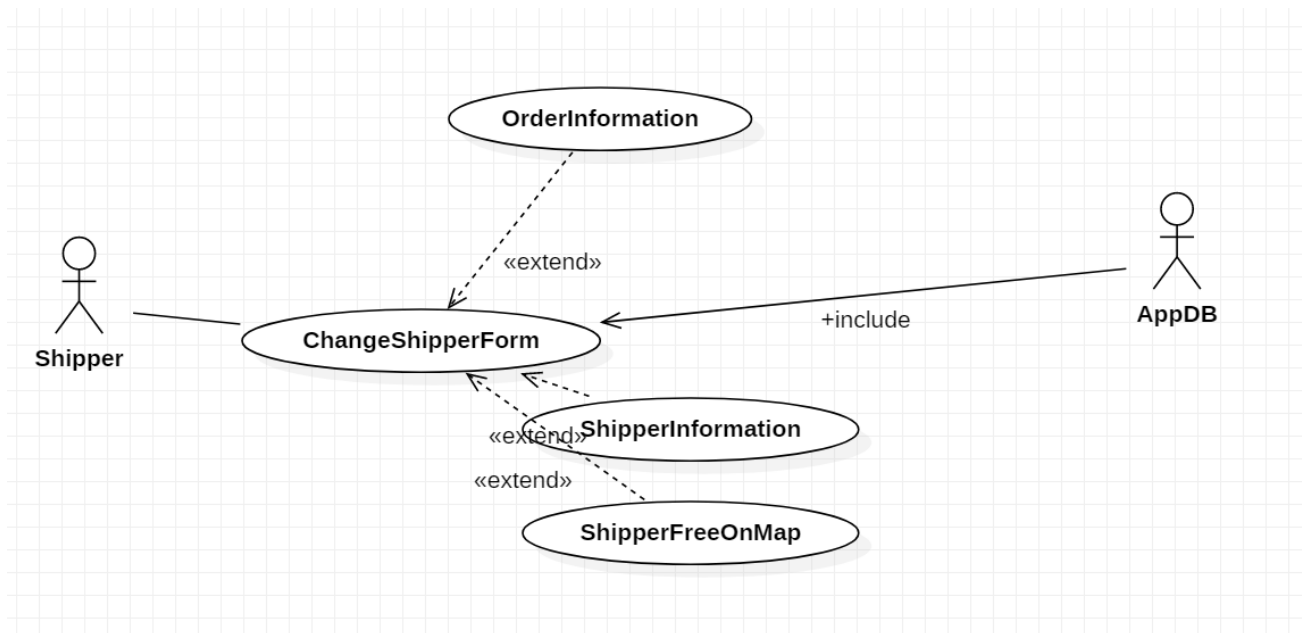 OrderInformation
«extend»
+include
AppDB
ChangeShipperForm
Shipper
ShipperInformation
«extend»
«extend»
ShipperFreeOnMap